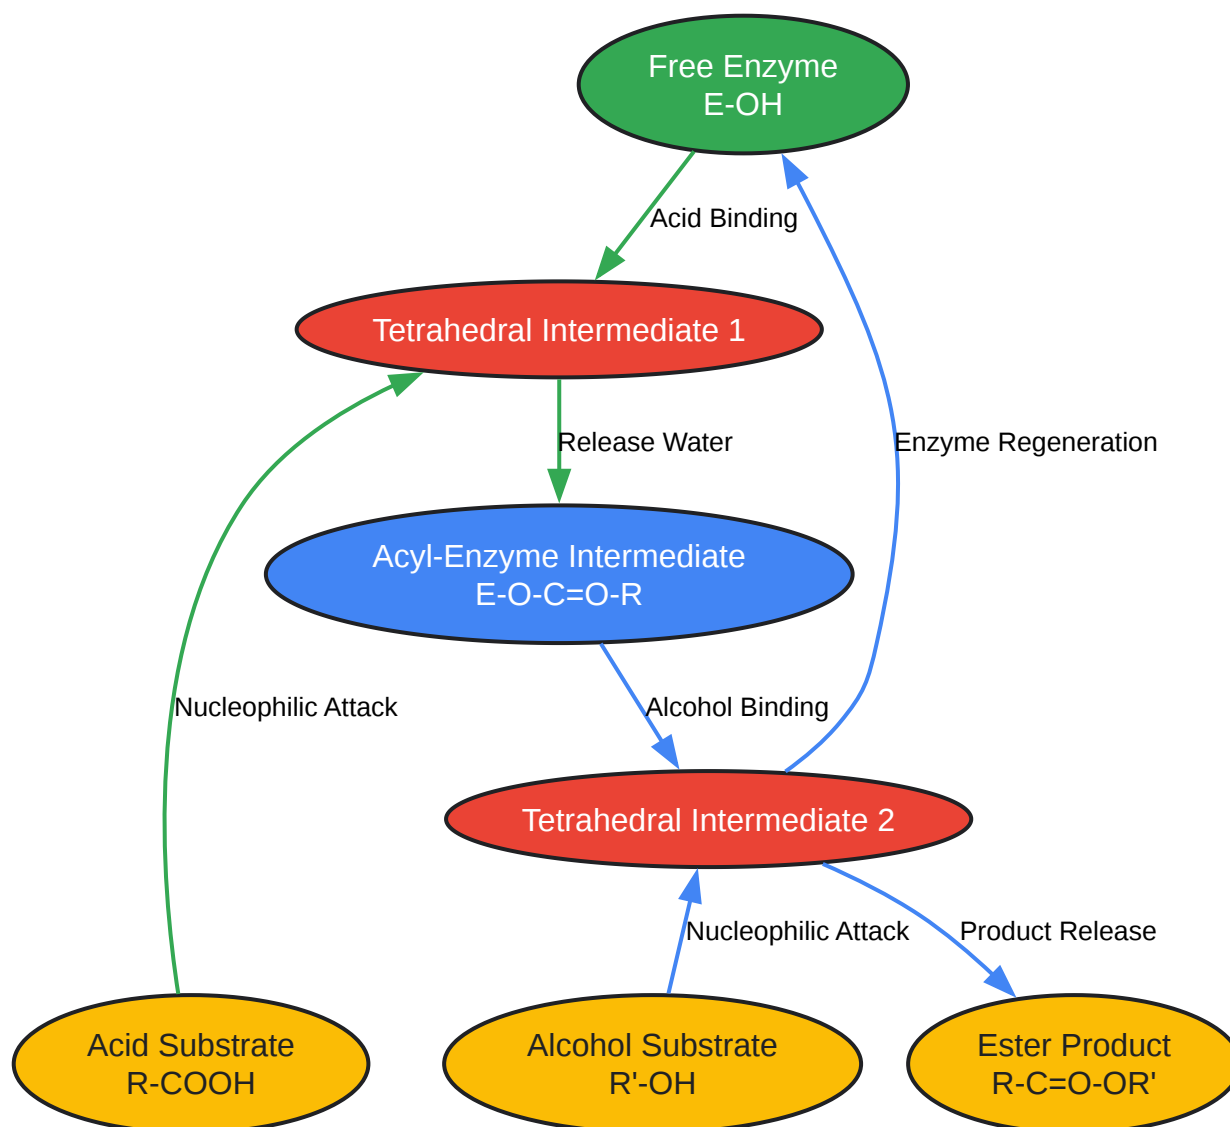 Free Enzyme
E-OH
Acid Binding
Tetrahedral Intermediate 1
Release Water
Enzyme Regeneration
Acyl-Enzyme Intermediate
E-O-C=O-R
Nucleophilic Attack
Alcohol Binding
Tetrahedral Intermediate 2
Nucleophilic Attack
Product Release
Acid Substrate
R-COOH
Alcohol Substrate
R'-OH
Ester Product
R-C=O-OR'